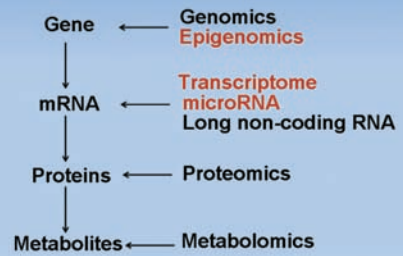 Gene
Genomics
Epigenomics
Transcriptome
mRNA
microRNA
Long non-coding RNA
Proteins
Proteomics
Metabolites
Metabolomics